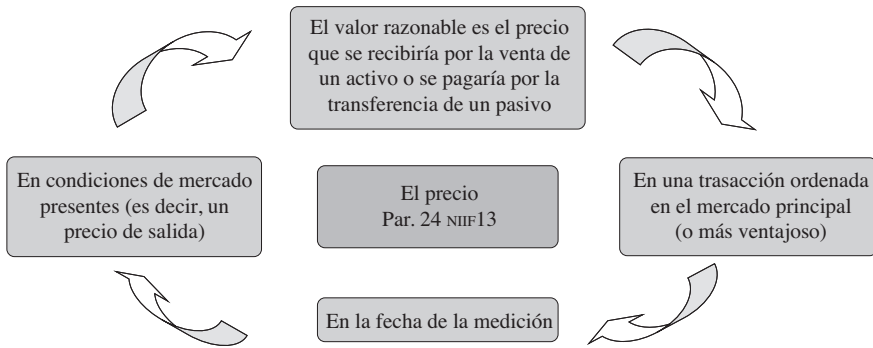 El valor razonable es el precio
que se recibiría por la venta de
un activo o se pagaría por la
transferencia de un pasivo
En condiciones de mercado
presentes (es decir, un
precio de salida)
El precio
Par. 24 NIIF13
En una trasacción ordenada
en el mercado principal
(o más ventajoso)
En la fecha de la medición